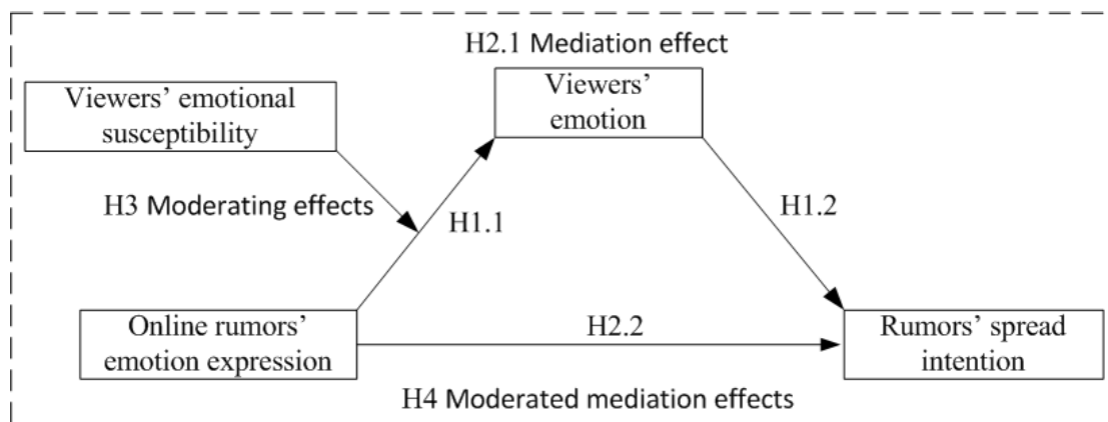 H2.1 Mediation effect
Viewers’ emotional
susceptibility
Viewers’
emotion
H3 Moderating effects
H1.1
H1.2
Online rumors’
emotion expression
H2.2
Rumors’ spread
intention
H4 Moderated mediation effects